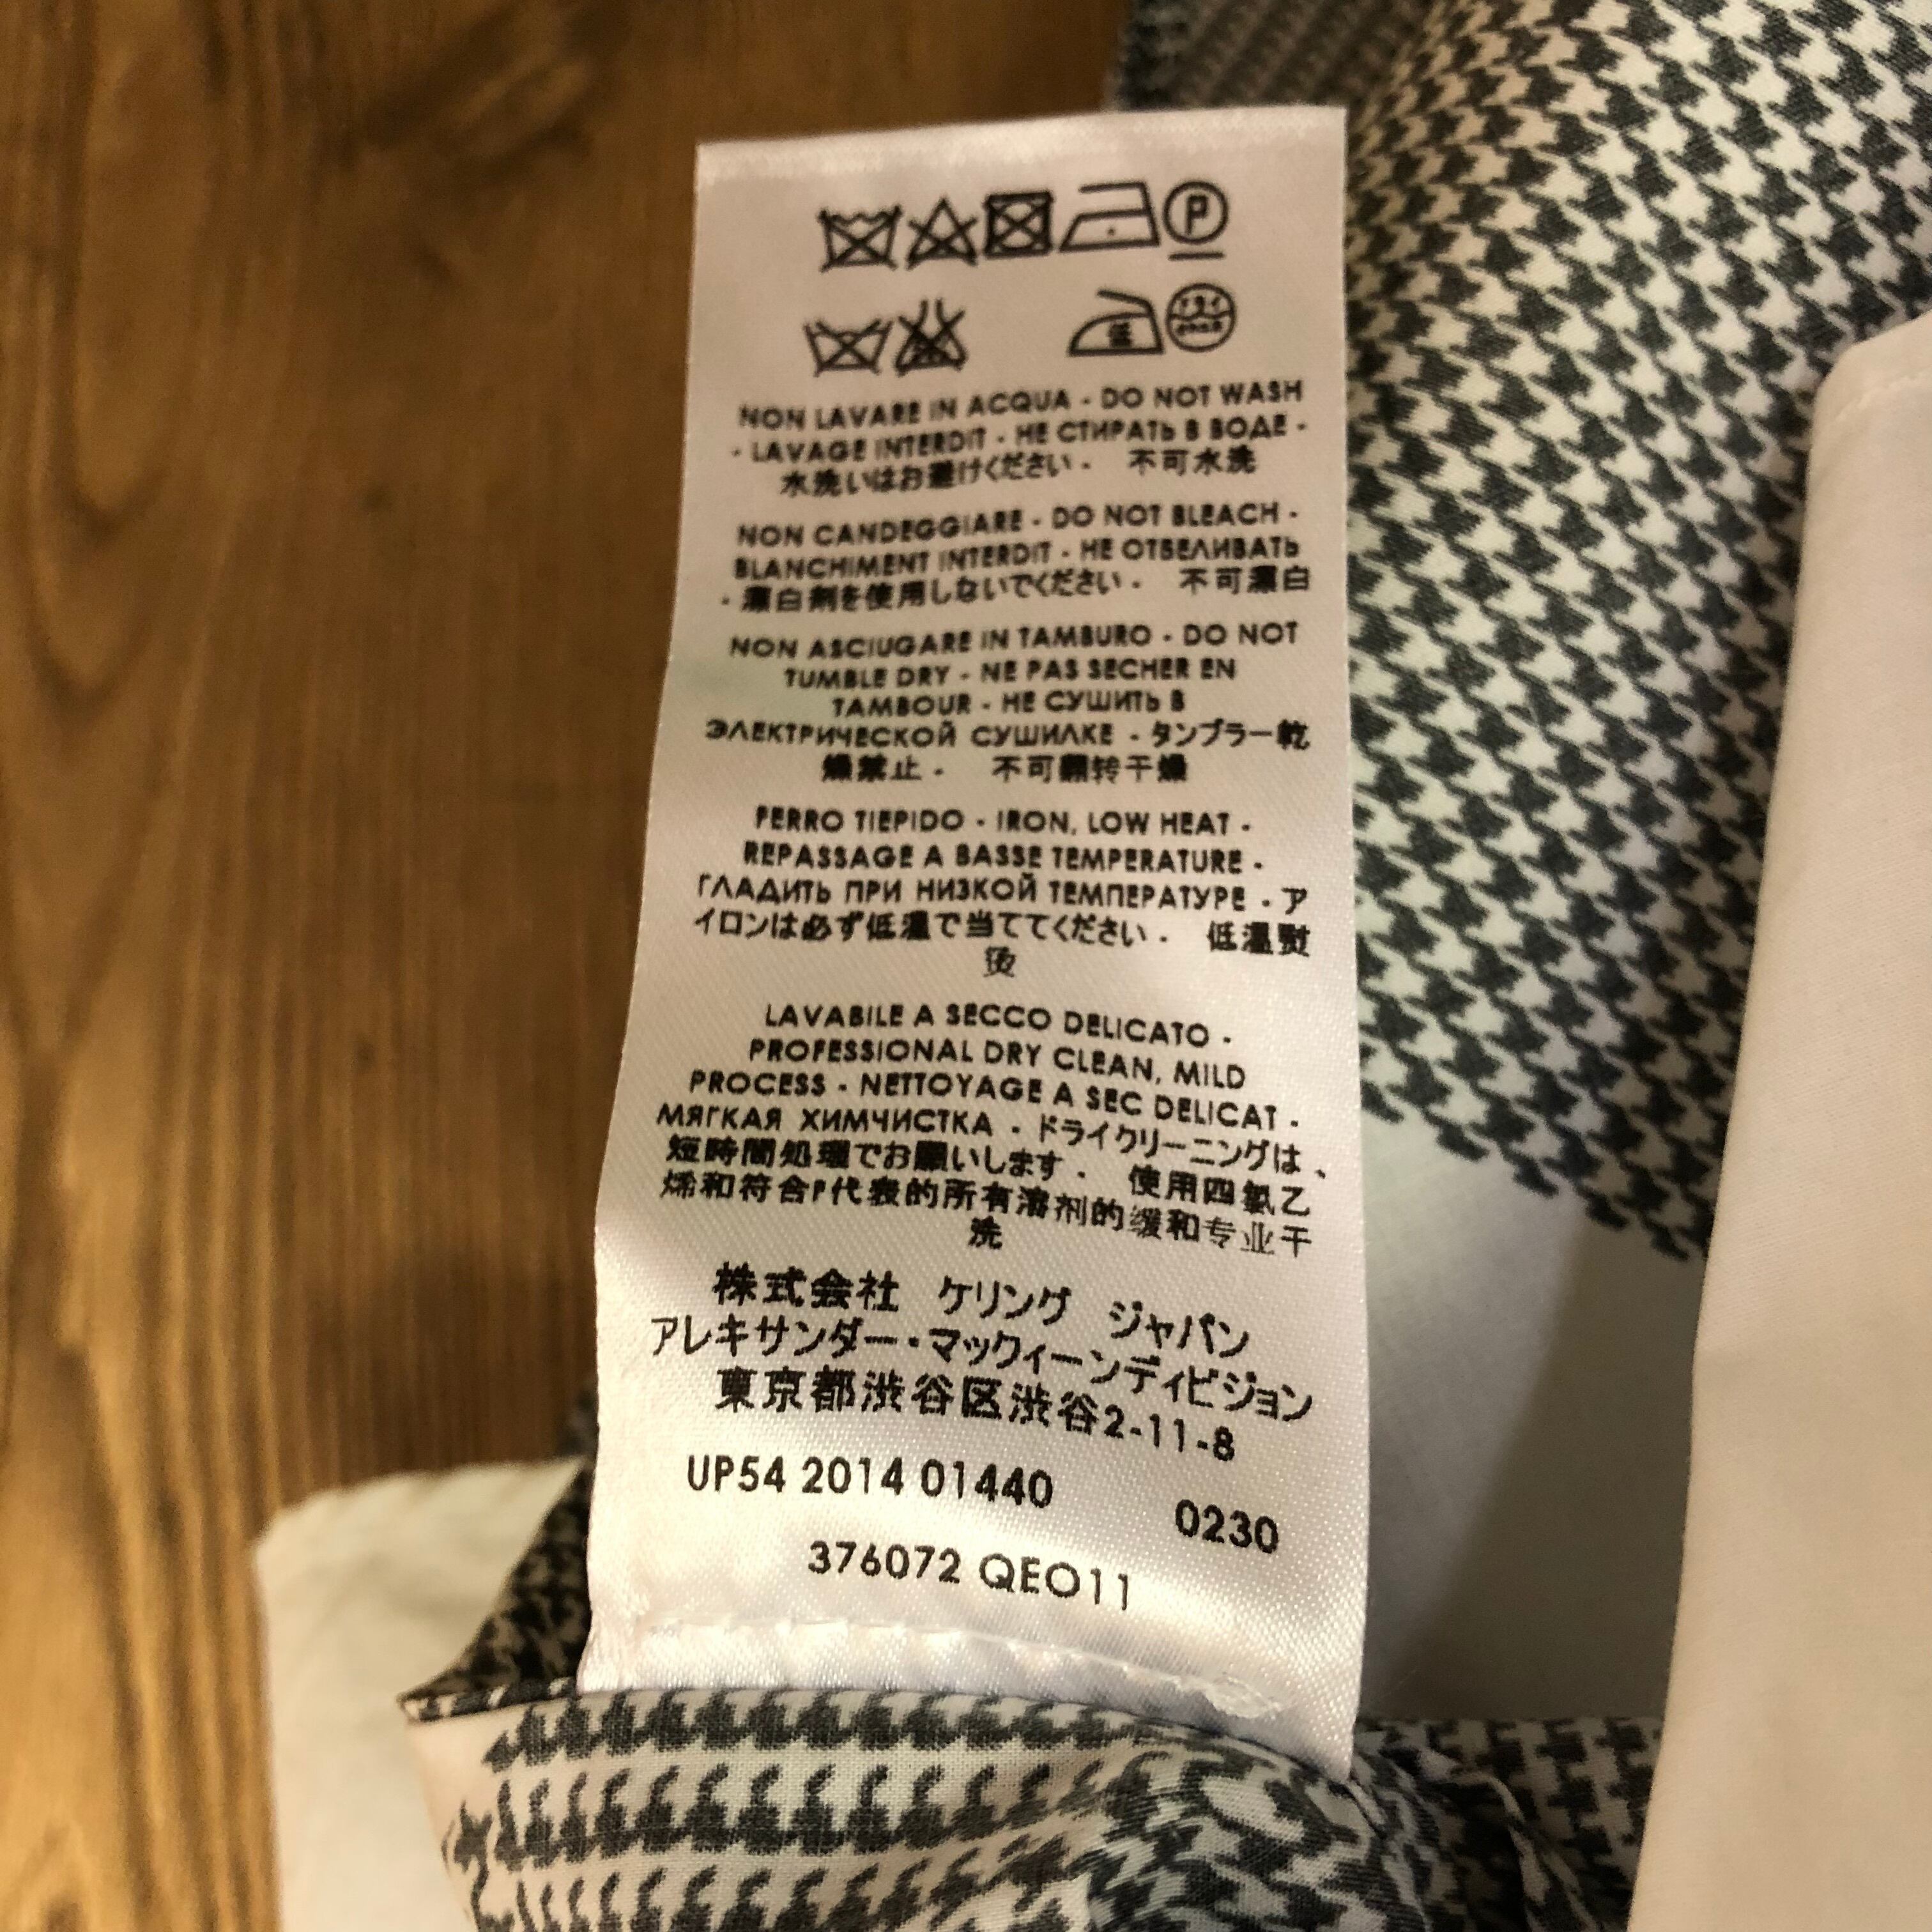 P
ドライ
セキユ系
低
NON LAVARE IN ACQUA - DO NOT WASH
- LAVAGE INTERDIT - НЕ СТИРАТЬ В ВОДЕ -
水洗いはお避けください - 不可水洗
NON CANDEGGIARE - DO NOT BLEACH -
BLANCHIMENT INTERDIT - НЕ ОТБЕЛИВАТЬ
- 漂白剤を使用しないでください - 不可漂白
NON ASCIUGARE IN TAMBURO - DO NOT
TUMBLE DRY - NE PAS SECHER EN
TAMBOUR - НЕ СУШИТЬ В
ЭЛЕКТРИЧЕСКОЙ СУШИЛКЕ - タンブラー乾
燥禁止 - 不可翻转干燥
FERRO TIEPIDO - IRON, LOW HEAT -
REPASSAGE A BASSE TEMPERATURE -
ГЛАДИТЬ ПРИ НИЗКОЙ ТЕМПЕРАТУРЕ - ア
イロンは必ず低温で当ててください - 低温熨
烫
LAVABILE A SECCO DELICATO -
PROFESSIONAL DRY CLEAN, MILD
PROCESS - NETTOYAGE A SEC DELICAT -
МЯГКАЯ ХИМЧИСТКА - ドライクリーニングは、
短時間処理でお願いします - 使用四氯乙
烯和符合P代表的所有溶剂的缓和专业干
洗
株式会社 ケリング ジャパン
アレキサンダー・マックィーンディビジョン
東京都渋谷区渋谷2-11-8
UP54 2014 01440 0230
376072 QEO11